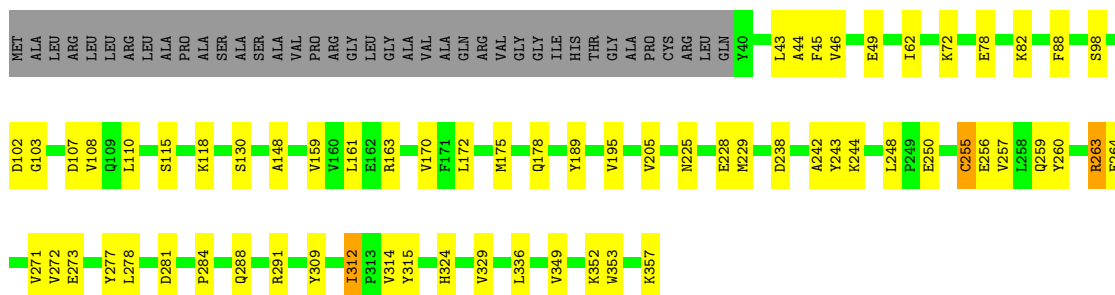 MET ALA LEU ARG LEU LEU LEU ARG LEU ALA PRO ALA SER ALA SER ALA VAL PRO ARG GLY LEU GLY ALA VAL ALA GLN ARG VAL GLY GLY ILE HIS THR GLY ALA PRO CYS ARG LEU GLN Y40 L43 A44 F45 V46 E49 I62 K72 E78 K82 F88 S98
D102 G103 D107 V108 Q109 L110 S115 K118 S130 A148 V159 V160 L161 E162 R163 V170 F171 L172 M175 Q178 Y189 V195 V205 N225 E228 M229 D238 A242 Y243 K244 L248 P249 E250 C255 E256 V257 L258 Q259 Y260 R263
V271 V272 E273 Y277 L278 D281 P284 Q288 R291 Y309 I312 P313 V314 Y315 H324 V329 L336 V349 K352 W353 K357